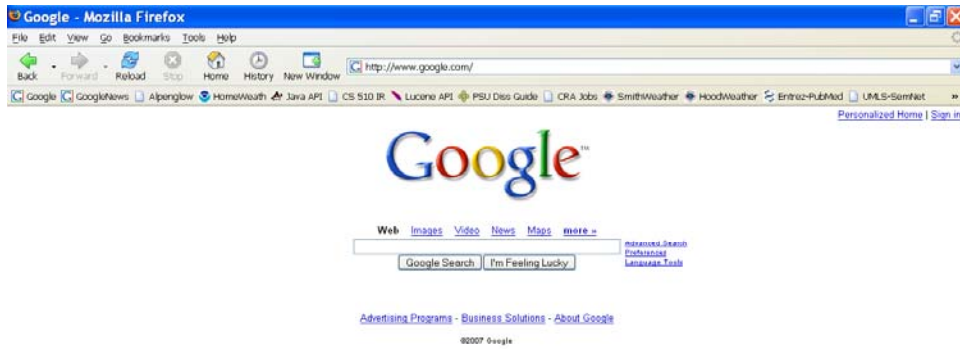 Google - Mozilla Firefox
File Edit View Go Bookmarks Tools Help
Back Forward Reload Stop Home History New Window http://www.google.com/
Google GoogleNews Alpenglow HomeWeath Java API CS 510 IR Lucene API PSU Diss Guide CRA Jobs SmithWeather HoodWeather Entrez-PubMed UMLS-SemNet »
Personalized Home | Sign in
Google™
Web Images Video News Maps more »
Advanced Search
Preferences
Google Search I'm Feeling Lucky Language Tools
Advertising Programs - Business Solutions - About Google
©2007 Google